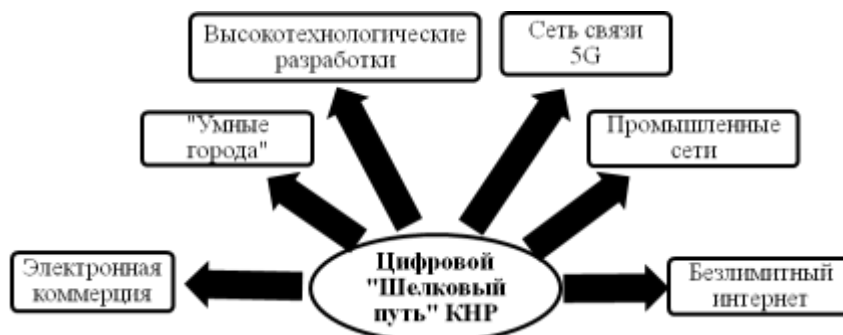 Высокотехнологические
разработки
Сеть связи
5G
"Умные
города"
Промышленные
сети
Электронная
коммерция
Цифровой
"Шелковый
путь" КНР
Безлимитный
интернет